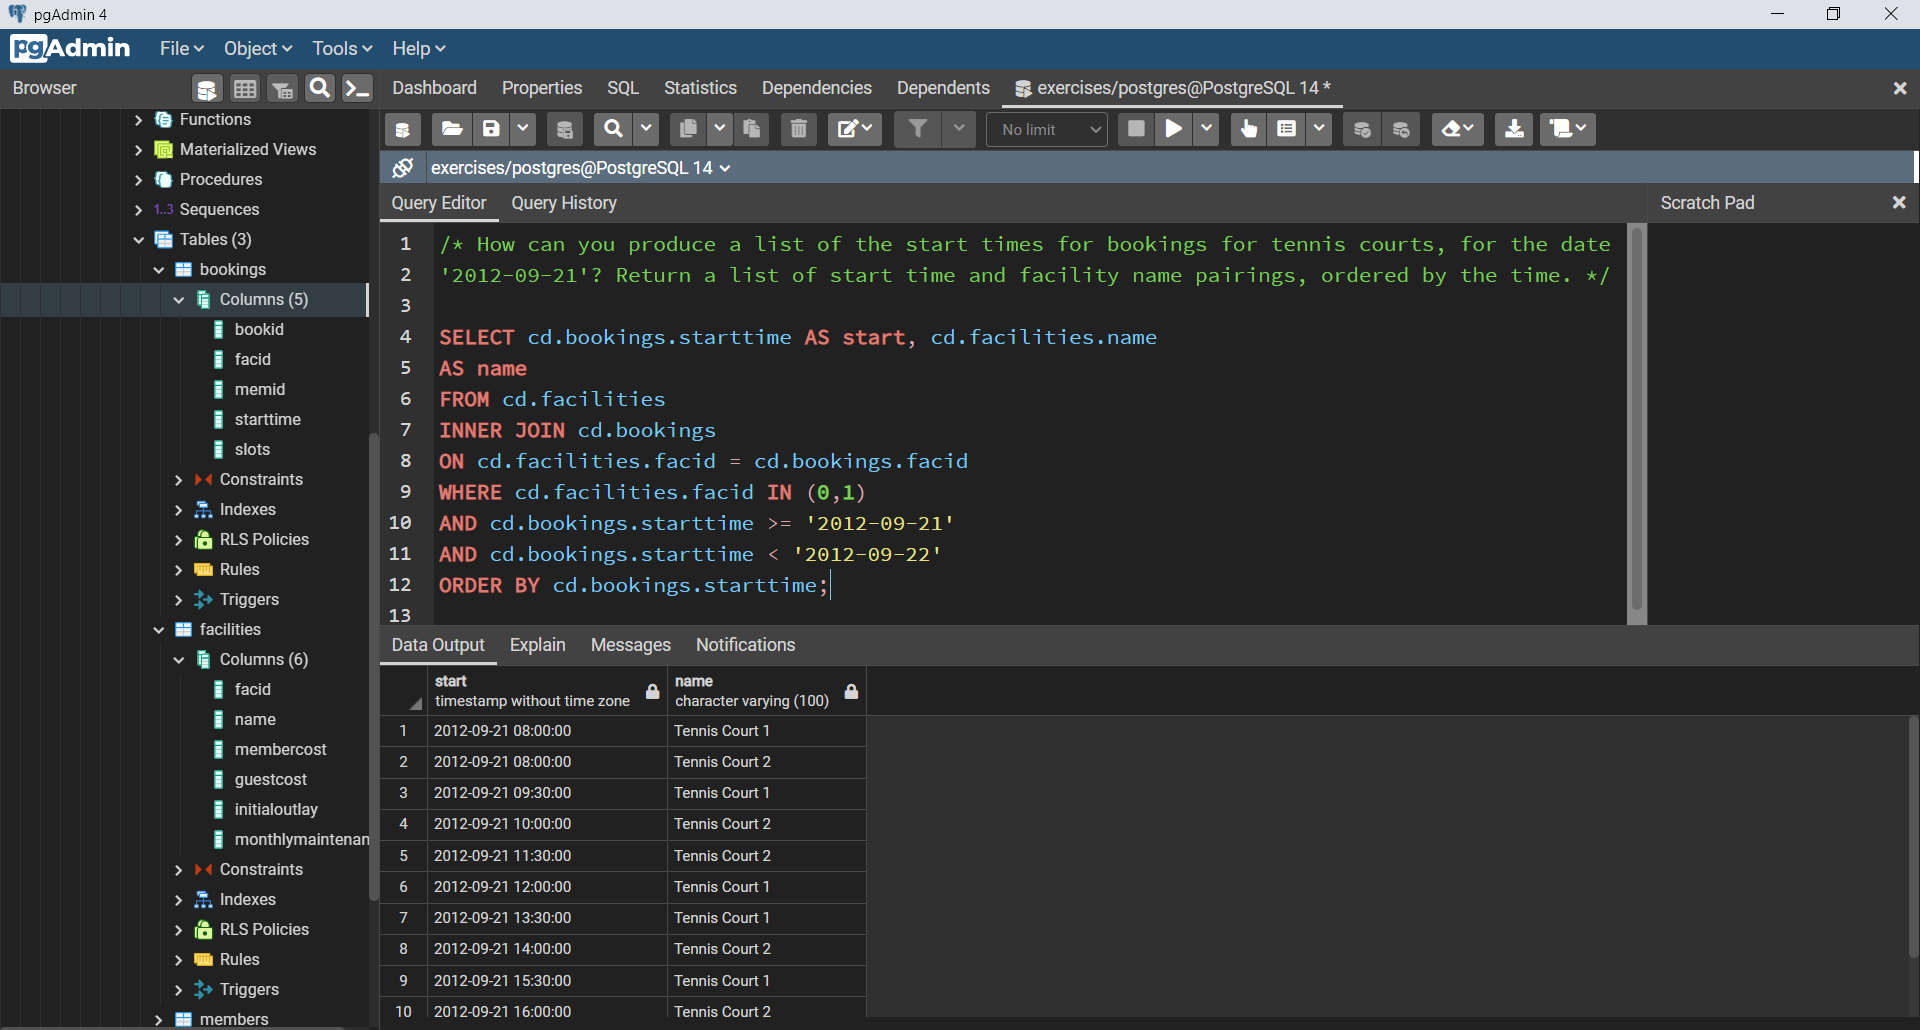 pgAdmin 4
pgAdmin File Object Tools Help
Browser
Dashboard Properties SQL Statistics Dependencies Dependents exercises/postgres@PostgreSQL 14 *
No limit
exercises/postgres@PostgreSQL 14
Query Editor Query History
Scratch Pad
Functions
Materialized Views
Procedures
1..3 Sequences
Tables (3)
bookings
Columns (5)
bookid
facid
memid
starttime
slots
Constraints
Indexes
RLS Policies
Rules
Triggers
facilities
Columns (6)
facid
name
membercost
guestcost
initialoutlay
monthlymaintenan
Constraints
Indexes
RLS Policies
Rules
Triggers
members
1 /* How can you produce a list of the start times for bookings for tennis courts, for the date
2 '2012-09-21'? Return a list of start time and facility name pairings, ordered by the time. */
3
4 SELECT cd.bookings.starttime AS start, cd.facilities.name
5 AS name
6 FROM cd.facilities
7 INNER JOIN cd.bookings
8 ON cd.facilities.facid = cd.bookings.facid
9 WHERE cd.facilities.facid IN (0,1)
10 AND cd.bookings.starttime >= '2012-09-21'
11 AND cd.bookings.starttime < '2012-09-22'
12 ORDER BY cd.bookings.starttime;
13
Data Output Explain Messages Notifications
start name
timestamp without time zone character varying (100)
1 2012-09-21 08:00:00 Tennis Court 1
2 2012-09-21 08:00:00 Tennis Court 2
3 2012-09-21 09:30:00 Tennis Court 1
4 2012-09-21 10:00:00 Tennis Court 2
5 2012-09-21 11:30:00 Tennis Court 2
6 2012-09-21 12:00:00 Tennis Court 1
7 2012-09-21 13:30:00 Tennis Court 1
8 2012-09-21 14:00:00 Tennis Court 2
9 2012-09-21 15:30:00 Tennis Court 1
10 2012-09-21 16:00:00 Tennis Court 2